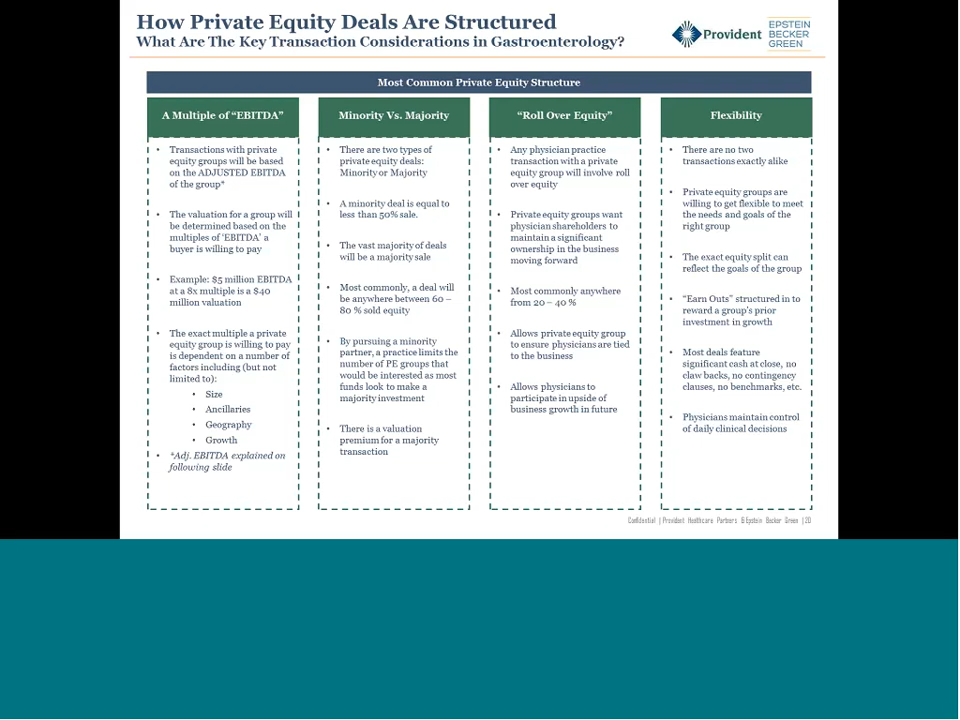 How Private Equity Deals Are Structured
What Are The Key Transaction Considerations in Gastroenterology?
Provident
EPSTEIN
BECKER
GREEN
Most Common Private Equity Structure
A Multiple of “EBITDA”
• Transactions with private
equity groups will be based
on the ADJUSTED EBITDA
of the group*
• The valuation for a group will
be determined based on the
multiples of ‘EBITDA’ a
buyer is willing to pay
• Example: $5 million EBITDA
at a 8x multiple is a $40
million valuation
• The exact multiple a private
equity group is willing to pay
is dependent on a number of
factors including (but not
limited to):
• Size
• Ancillaries
• Geography
• Growth
• *Adj. EBITDA explained on
following slide
Minority Vs. Majority
• There are two types of
private equity deals:
Minority or Majority
• A minority deal is equal to
less than 50% sale.
• The vast majority of deals
will be a majority sale
• Most commonly, a deal will
be anywhere between 60 –
80 % sold equity
• By pursuing a minority
partner, a practice limits the
number of PE groups that
would be interested as most
funds look to make a
majority investment
• There is a valuation
premium for a majority
transaction
“Roll Over Equity”
• Any physician practice
transaction with a private
equity group will involve roll
over equity
• Private equity groups want
physician shareholders to
maintain a significant
ownership in the business
moving forward
• Most commonly anywhere
from 20 – 40 %
• Allows private equity group
to ensure physicians are tied
to the business
• Allows physicians to
participate in upside of
business growth in future
Flexibility
• There are no two
transactions exactly alike
• Private equity groups are
willing to get flexible to meet
the needs and goals of the
right group
• The exact equity split can
reflect the goals of the group
• “Earn Outs” structured in to
reward a group’s prior
investment in growth
• Most deals feature
significant cash at close, no
claw backs, no contingency
clauses, no benchmarks, etc.
• Physicians maintain control
of daily clinical decisions
Confidential | Provident Healthcare Partners & Epstein Becker Green | 20